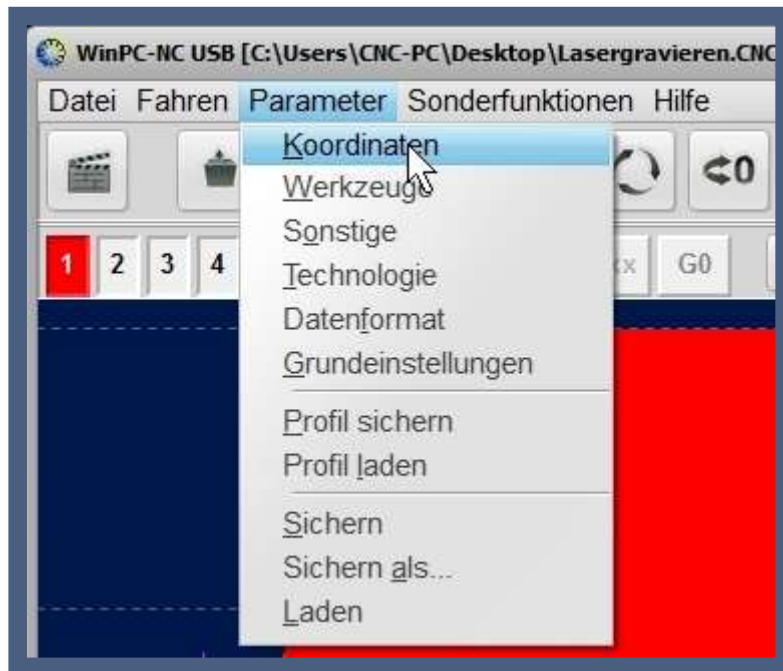 WinPC-NC USB [C:\Users\CNC-PC\Desktop\Lasergravieren.CNC
Datei Fahren Parameter Sonderfunktionen Hilfe
Koordinaten
Werkzeuge
Sonstige
Technologie
Datenformat
Grundeinstellungen
Profil sichern
Profil laden
Sichern
Sichern als...
Laden
0
1 2 3 4 G0